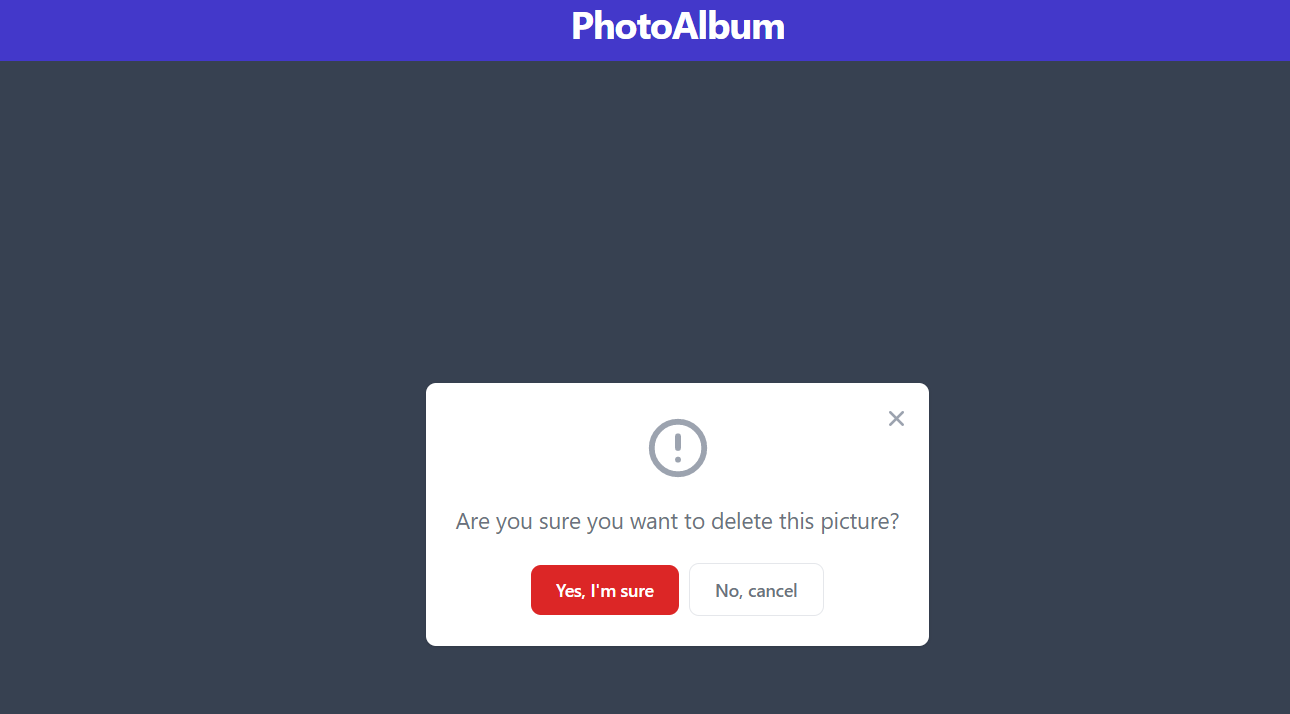 PhotoAlbum
Are you sure you want to delete this picture?
Yes, I'm sure
No, cancel